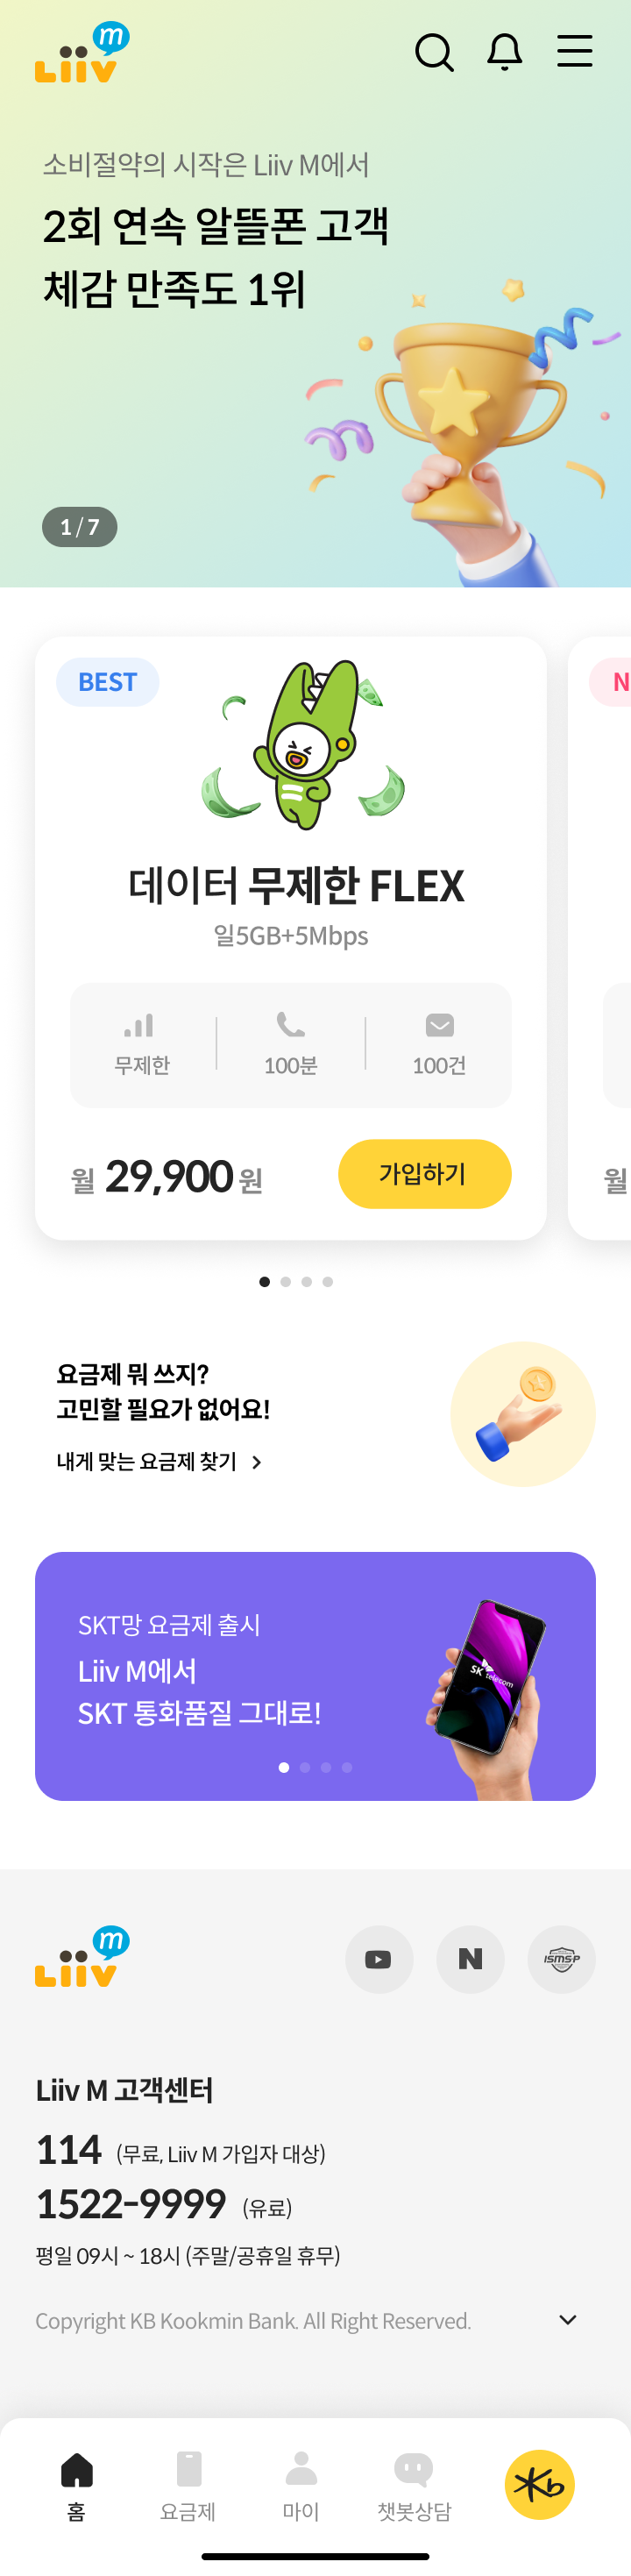 Liiv m
소비절약의 시작은 Liiv M에서
2회 연속 알뜰폰 고객
체감 만족도 1위
1 / 7
BEST
N
데이터 무제한 FLEX
일5GB+5Mbps
무제한
100분
100건
월 29,900 원
가입하기
월
요금제 뭐 쓰지?
고민할 필요가 없어요!
내게 맞는 요금제 찾기
SKT망 요금제 출시
Liiv M에서
SKT 통화품질 그대로!
SK telecom
Liiv m
N
ISMS-P
Liiv M 고객센터
114 (무료, Liiv M 가입자 대상)
1522-9999 (유료)
평일 09시 ~ 18시 (주말/공휴일 휴무)
Copyright KB Kookmin Bank. All Right Reserved.
홈
요금제
마이
챗봇상담
Kb